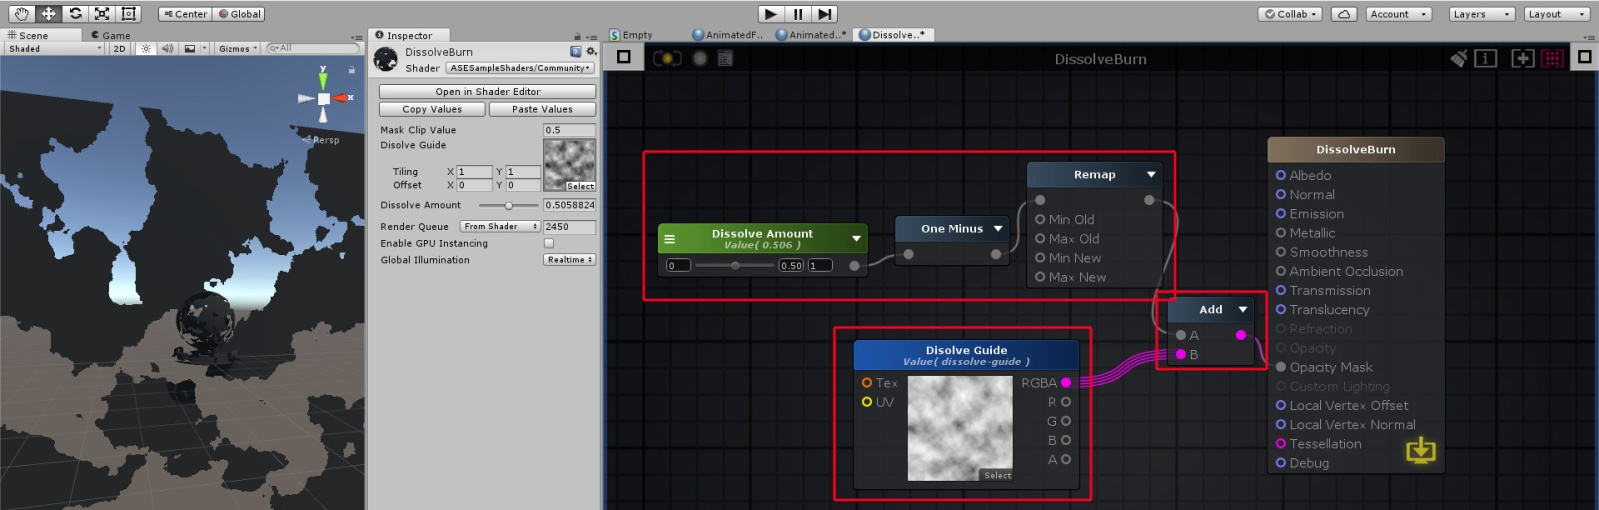 Center
Global
Collab
Account
Layers
Layout
Scene
Game
Shaded
2D
Gizmos
All
y
x
Persp
Inspector
DissolveBurn
Shader ASESampleShaders/Community
Open in Shader Editor
Copy Values Paste Values
Mask Clip Value 0.5
Disolve Guide
Tiling X 1 Y 1
Offset X 0 Y 0
Select
Dissolve Amount 0.5058824
Render Queue From Shader 2450
Enable GPU Instancing
Global Illumination Realtime
Empty
AnimatedF..
Animated..*
Dissolve..*
DissolveBurn
Dissolve Amount
Value( 0.506 )
0 0.50 1
One Minus
Remap
Min Old
Max Old
Min New
Max New
Add
A
B
Disolve Guide
Value( dissolve-guide )
Tex RGBA
UV R
G
B
A
Select
DissolveBurn
Albedo
Normal
Emission
Metallic
Smoothness
Ambient Occlusion
Transmission
Translucency
Refraction
Opacity
Opacity Mask
Custom Lighting
Local Vertex Offset
Local Vertex Normal
Tessellation
Debug